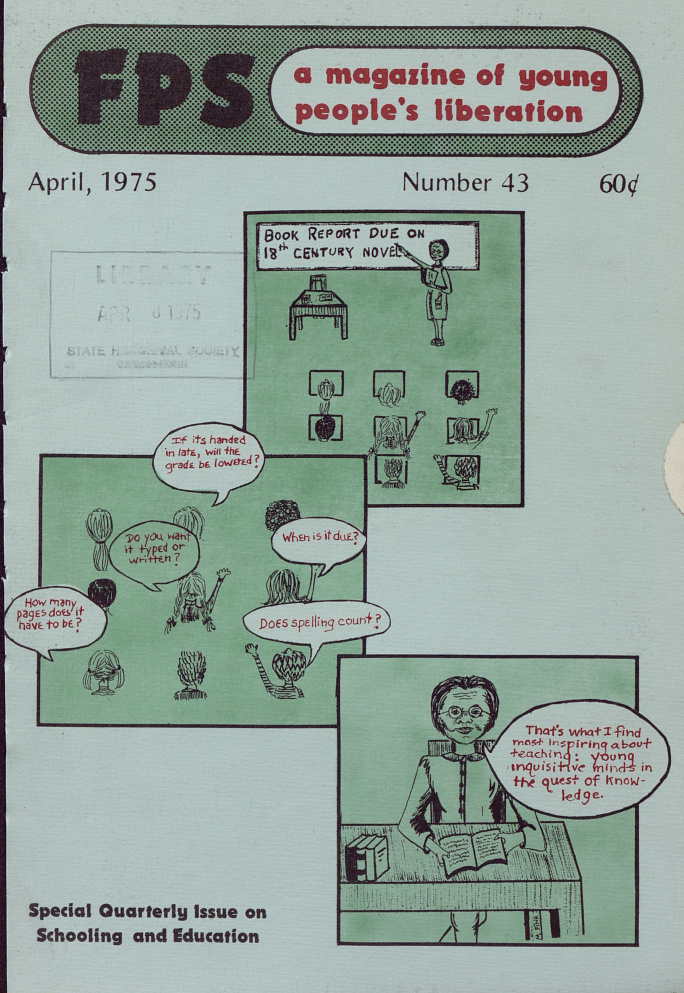 FPS
a magazine of young
people's liberation
April, 1975
Number 43
60¢
LIBRARY
APR 8 1975
STATE HISTORICAL SOCIETY
BOOK REPORT DUE ON
18th CENTURY NOVEL
If its handed
in late, will the
grade be lowered?
Do you want
it typed or
written?
When is it due?
How many
pages does it
have to be?
Does spelling count?
That's what I find
most inspiring about
teaching: young
inquisitive minds in
the quest of know-
ledge.
Special Quarterly Issue on
Schooling and Education